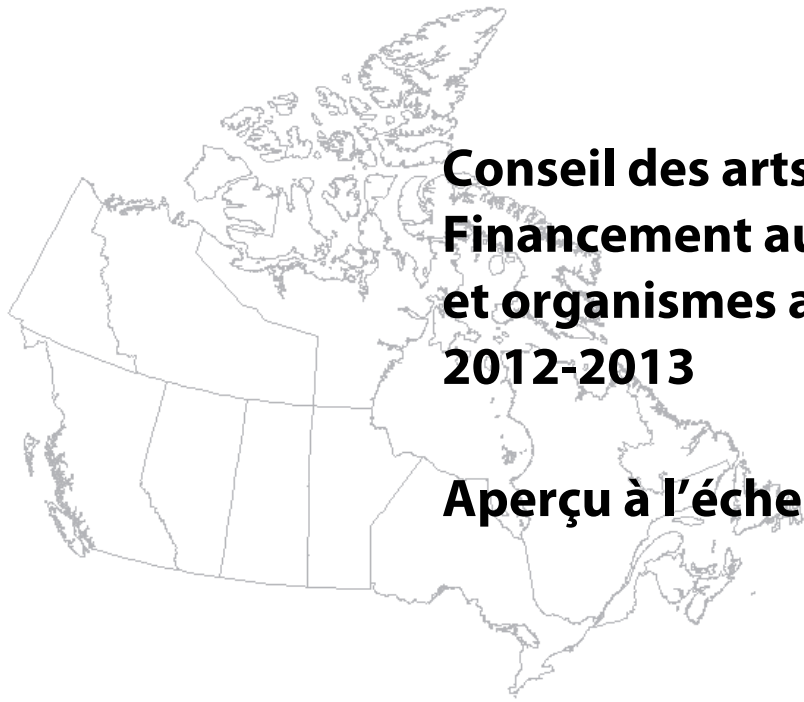 Conseil des arts
Financement au
et organismes a
2012-2013
Aperçu à l'éche